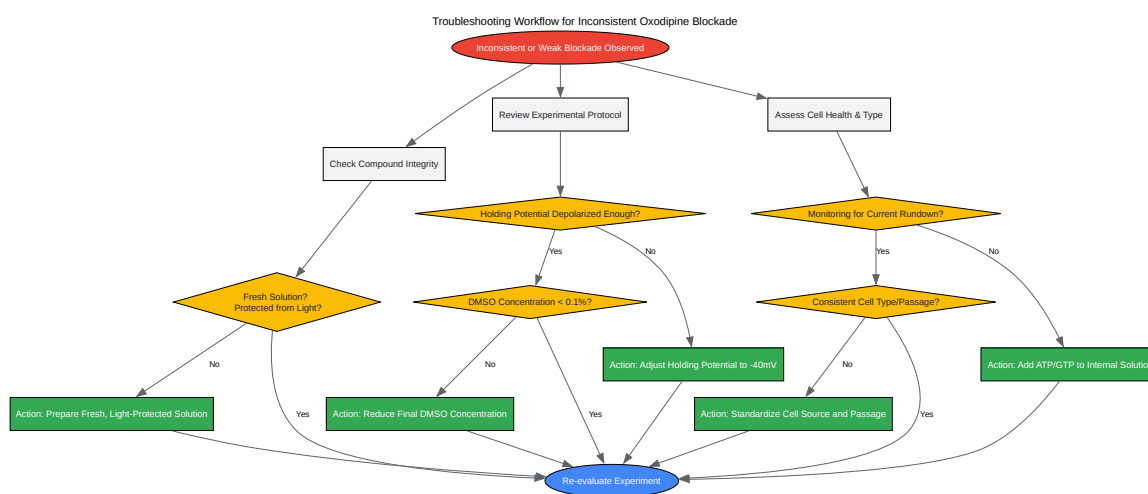 Troubleshooting Workflow for Inconsistent Oxodipine Blockade
Inconsistent or Weak Blockade Observed
Review Experimental Protocol
Assess Cell Health & Type
Check Compound Integrity
Holding Potential Depolarized Enough?
Monitoring for Current Rundown?
Yes
No
Yes
No
Fresh Solution?
Protected from Light?
DMSO Concentration < 0.1%?
Consistent Cell Type/Passage?
No
No
Action: Adjust Holding Potential to -40mV
No
Action: Add ATP/GTP to Internal Solutio
Action: Prepare Fresh, Light-Protected Solution
Yes
Action: Reduce Final DMSO Concentration
Yes
Action: Standardize Cell Source and Passage
Yes
Re-evaluate Experiment